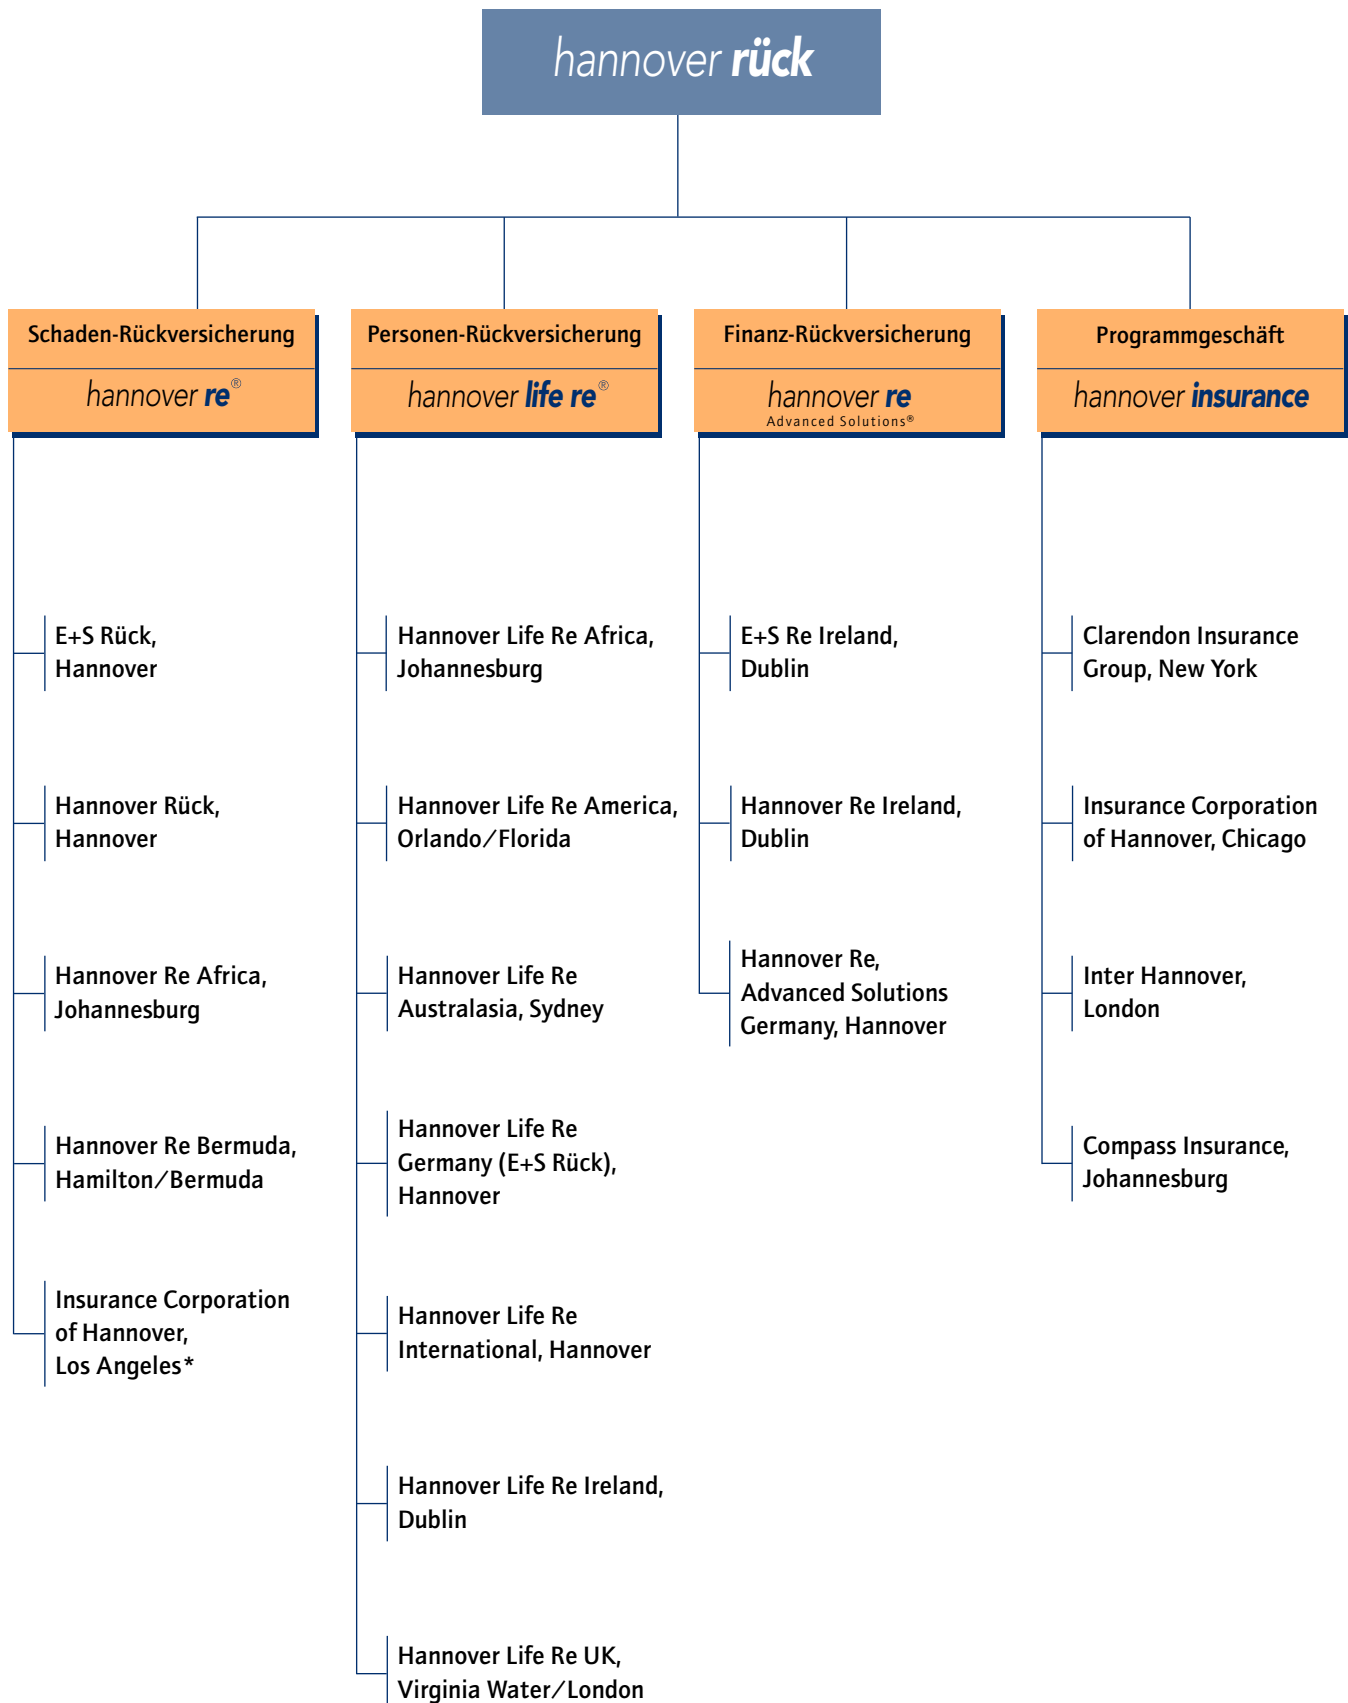 hannover rück
Schaden-Rückversicherung
hannover re®
E+S Rück,
Hannover
Hannover Rück,
Hannover
Hannover Re Africa,
Johannesburg
Hannover Re Bermuda,
Hamilton/Bermuda
Insurance Corporation
of Hannover,
Los Angeles*
Personen-Rückversicherung
hannover life re®
Hannover Life Re Africa,
Johannesburg
Hannover Life Re America,
Orlando/Florida
Hannover Life Re
Australasia, Sydney
Hannover Life Re
Germany (E+S Rück),
Hannover
Hannover Life Re
International, Hannover
Hannover Life Re Ireland,
Dublin
Hannover Life Re UK,
Virginia Water/London
Finanz-Rückversicherung
hannover re
Advanced Solutions®
E+S Re Ireland,
Dublin
Hannover Re Ireland,
Dublin
Hannover Re,
Advanced Solutions
Germany, Hannover
Programmgeschäft
hannover insurance
Clarendon Insurance
Group, New York
Insurance Corporation
of Hannover, Chicago
Inter Hannover,
London
Compass Insurance,
Johannesburg